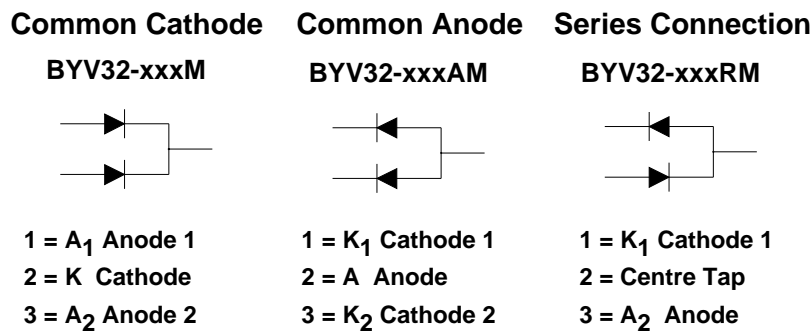 Common Cathode
Common Anode
Series Connection
BYV32-xxxM
BYV32-xxxAM
BYV32-xxxRM
1 = A1 Anode 1
2 = K Cathode
3 = A2 Anode 2
1 = K1 Cathode 1
2 = A Anode
3 = K2 Cathode 2
1 = K1 Cathode 1
2 = Centre Tap
3 = A2 Anode